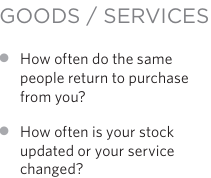 GOODS / SERVICES
How often do the same
people return to purchase
from you?
How often is your stock
updated or your service
changed?